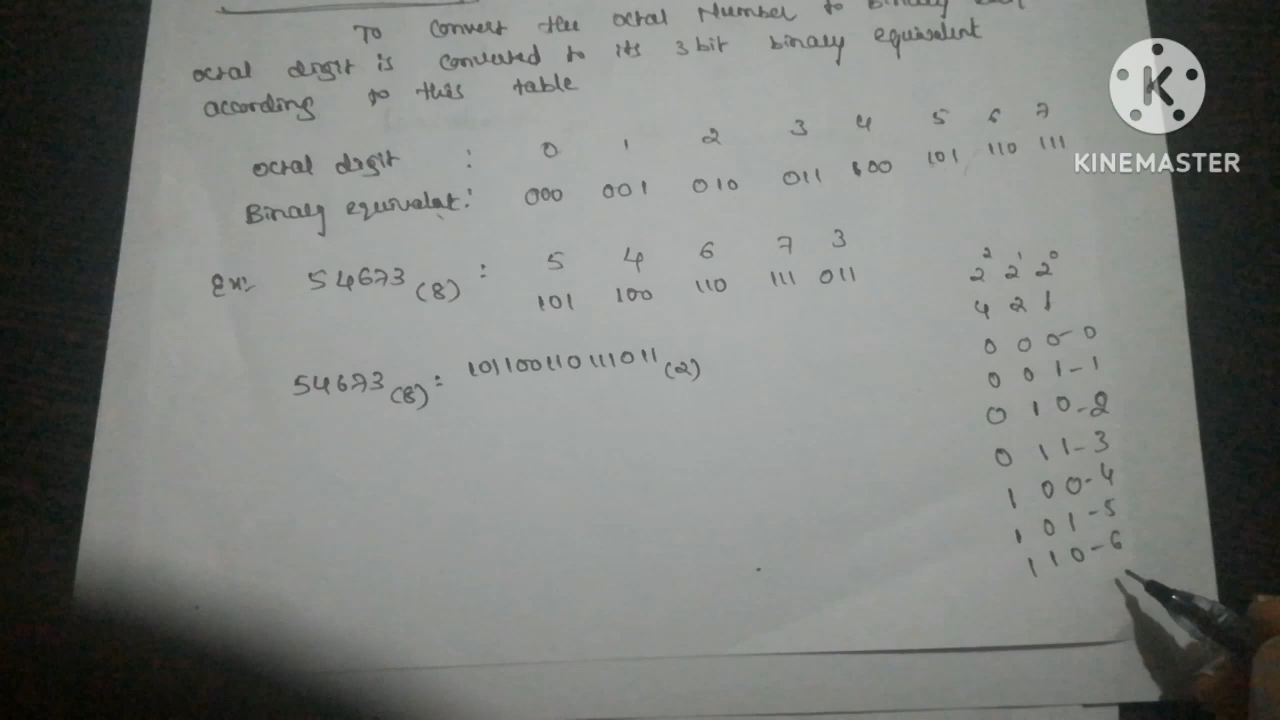 To convert the octal Number to Binary each
octal digit is converted to its 3 bit binary equivalent
according to this table
octal digit : 0 1 2 3 4 5 6 7
Binary equivalent: 000 001 010 011 100 101 110 111
Ex: 54673 (8) : 5 4 6 7 3
101 100 110 111 011
54673 (8) = 101100110111011 (2)
2² 2¹ 2⁰
4 2 1
0 0 0 - 0
0 0 1 - 1
0 1 0 - 2
0 1 1 - 3
1 0 0 - 4
1 0 1 - 5
1 1 0 - 6
K
KINEMASTER